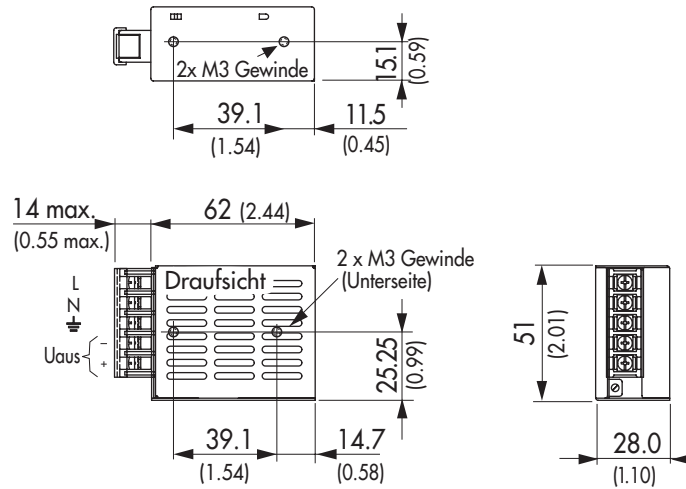 2x M3 Gewinde
15.1
(0.59)
39.1
(1.54)
11.5
(0.45)
14 max.
(0.55 max.)
62 (2.44)
Draufsicht
2 x M3 Gewinde
(Unterseite)
L
N
Uaus
–
+
25.25
(0.99)
39.1
(1.54)
14.7
(0.58)
51
(2.01)
28.0
(1.10)